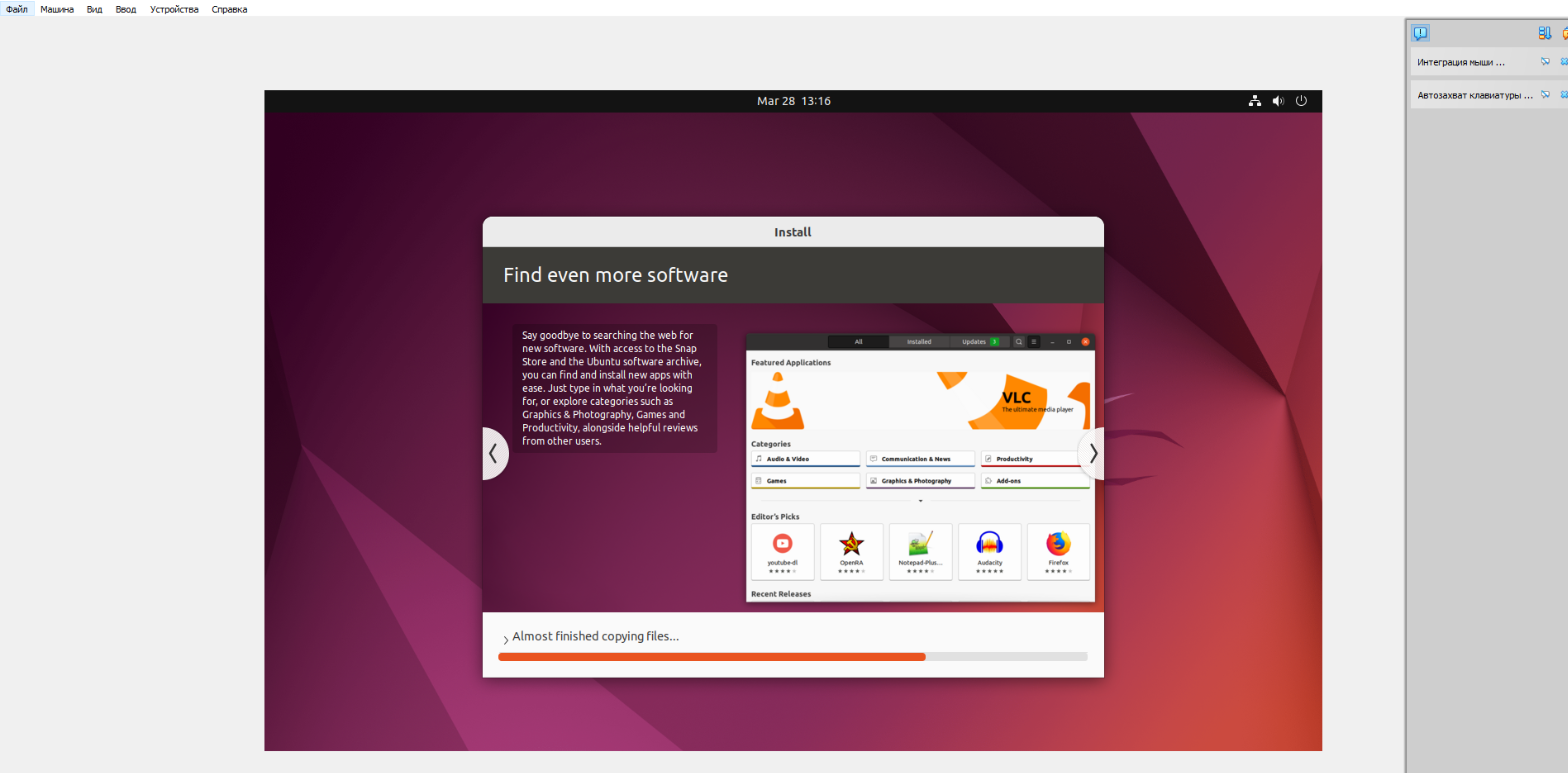 Файл Машина Вид Ввод Устройства Справка
Интеграция мыши ...
Автозахват клавиатуры ...
Mar 28 13:16
Install
Find even more software
Say goodbye to searching the web for
new software. With access to the Snap
Store and the Ubuntu software archive,
you can find and install new apps with
ease. Just type in what you're looking
for, or explore categories such as
Graphics & Photography, Games and
Productivity, alongside helpful reviews
from other users.
All Installed Updates 3
Featured Applications
VLC
The ultimate media player
Categories
Audio & Video Communication & News Productivity
Games Graphics & Photography Add-ons
Editor's Picks
youtube-dl OpenRA Notepad-Plus... Audacity Firefox
Recent Releases
Almost finished copying files...